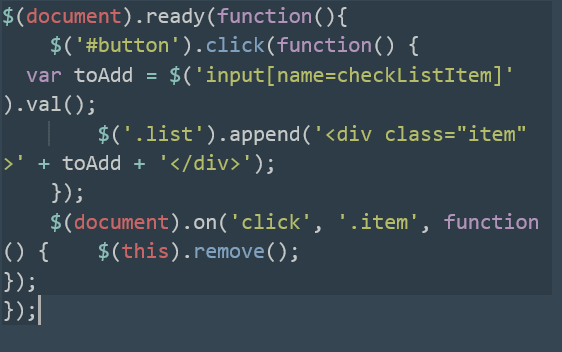 $(document).ready(function(){
    $('#button').click(function() {
  var toAdd = $('input[name=checkListItem]'
).val();
        $('.list').append('<div class="item"
>' + toAdd + '</div>');
    });
    $(document).on('click', '.item', function
() {    $(this).remove();
});
});